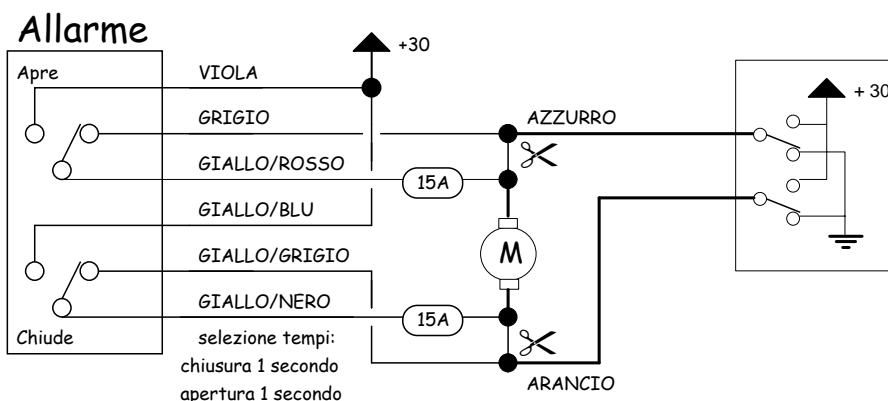 Allarme
+30
Apre
VIOLA
+ 30
GRIGIO
AZZURRO
GIALLO/ROSSO
15A
GIALLO/BLU
M
GIALLO/GRIGIO
GIALLO/NERO
15A
Chiude
selezione tempi:
chiusura 1 secondo
apertura 1 secondo
ARANCIO